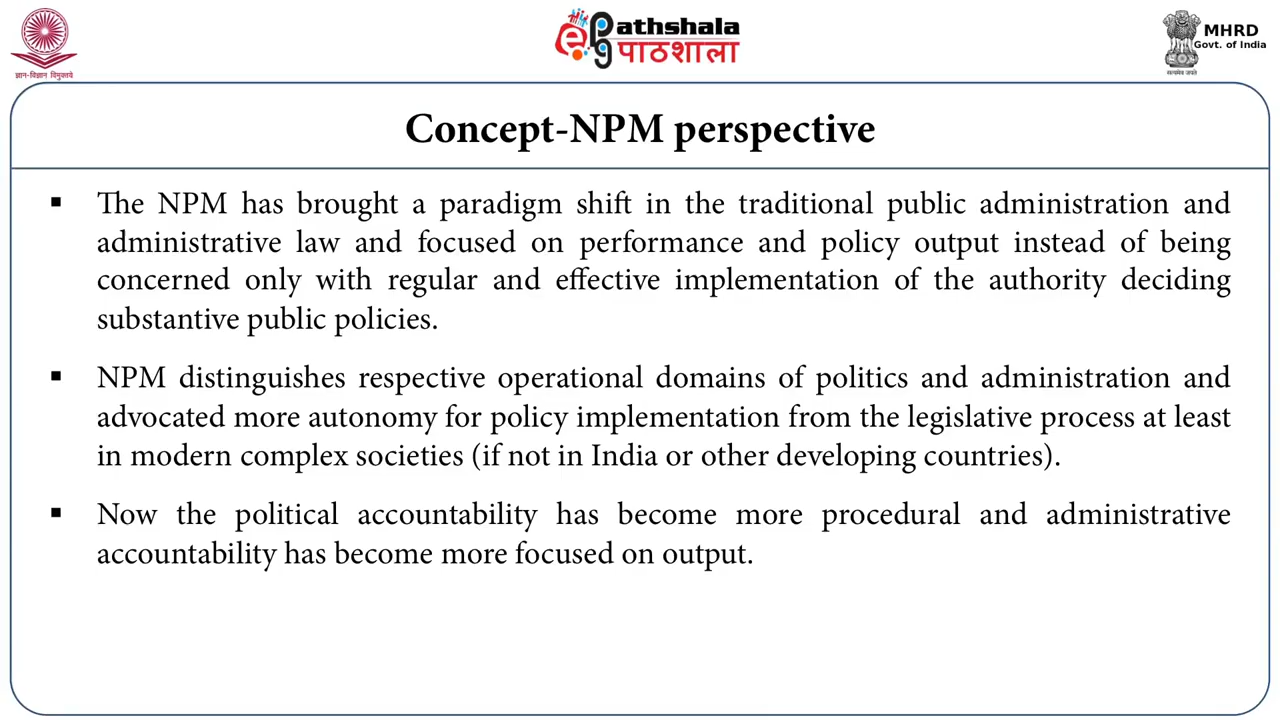 ज्ञान-विज्ञान विमुक्तये
ePathshala
पाठशाला
MHRD
Govt. of India
सत्यमेव जयते
Concept-NPM perspective
▪ The NPM has brought a paradigm shift in the traditional public administration and
administrative law and focused on performance and policy output instead of being
concerned only with regular and effective implementation of the authority deciding
substantive public policies.
▪ NPM distinguishes respective operational domains of politics and administration and
advocated more autonomy for policy implementation from the legislative process at least
in modern complex societies (if not in India or other developing countries).
▪ Now the political accountability has become more procedural and administrative
accountability has become more focused on output.